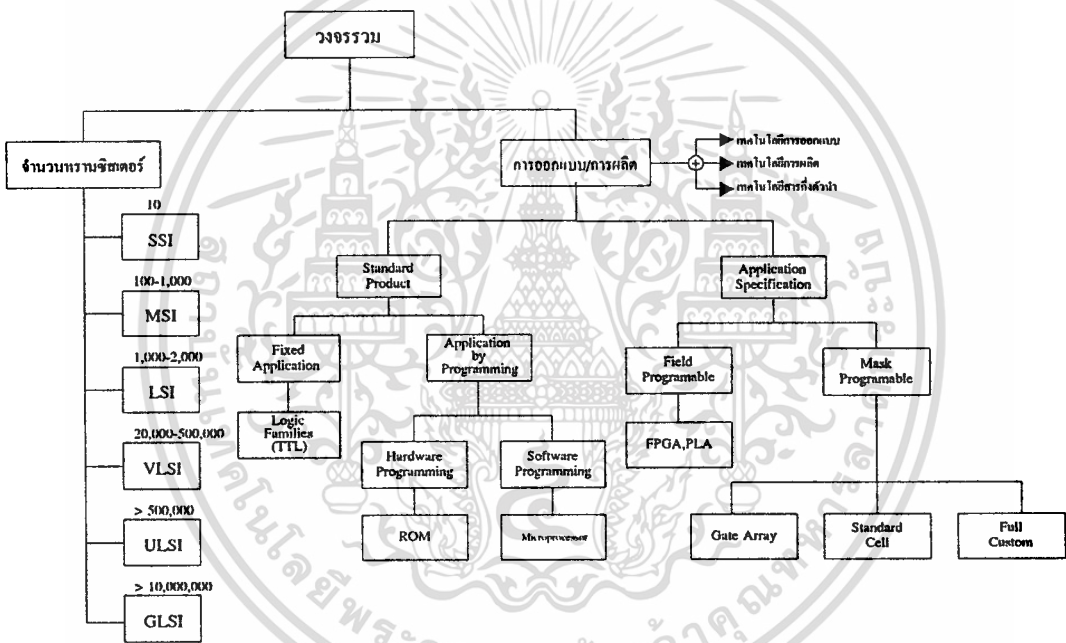 วงจรรวม
จำนวนทรานซิสเตอร์
การออกแบบ/การผลิต
เทคโนโลยีการออกแบบ
เทคโนโลยีการผลิต
เทคโนโลยีสารกึ่งตัวนำ
10
SSI
100-1,000
MSI
1,000-2,000
LSI
20,000-500,000
VLSI
> 500,000
ULSI
> 10,000,000
GLSI
Standard
Product
Application
Specification
Fixed
Application
Application
by
Programming
Field
Programable
Mask
Programable
Logic
Families
(TTL)
Hardware
Programming
Software
Programming
FPGA,PLA
ROM
Microprocessor
Gate Array
Standard
Cell
Full
Custom